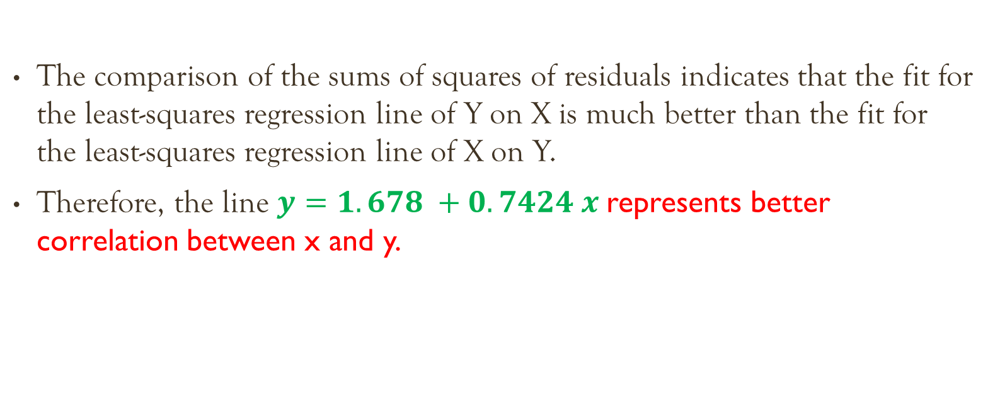 • The comparison of the sums of squares of residuals indicates that the fit for
the least-squares regression line of Y on X is much better than the fit for
the least-squares regression line of X on Y.
• Therefore, the line y = 1.678 + 0.7424 x represents better
correlation between x and y.